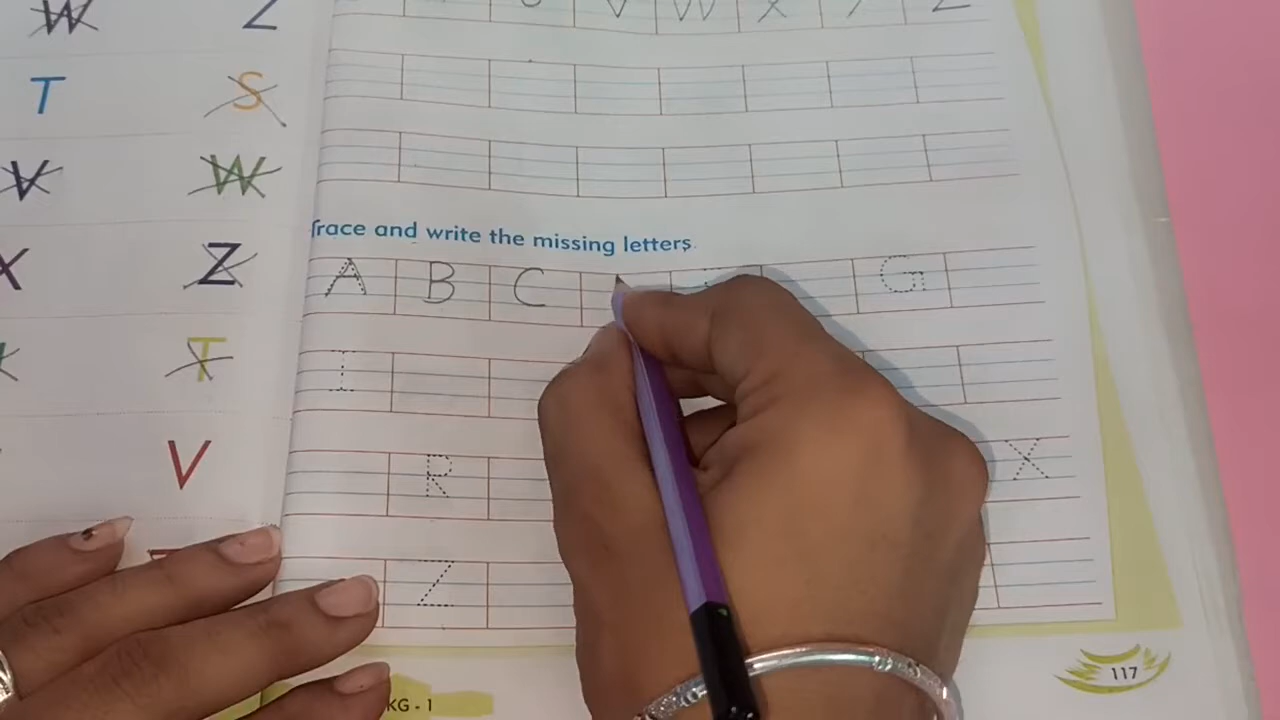 W Z
T S
V W
X Z
T
V
U V W X Y Z
Trace and write the missing letters.
A B C G
I
R X
Z
KG - 1
117